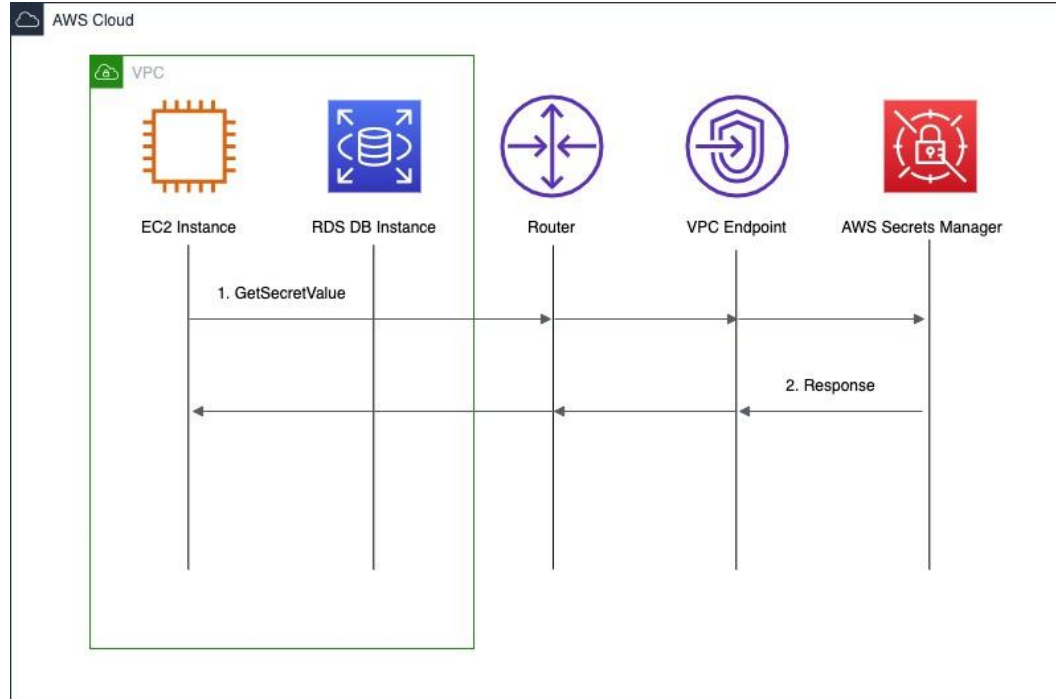 AWS Cloud
VPC
EC2 Instance
RDS DB Instance
Router
VPC Endpoint
AWS Secrets Manager
1. GetSecretValue
2. Response